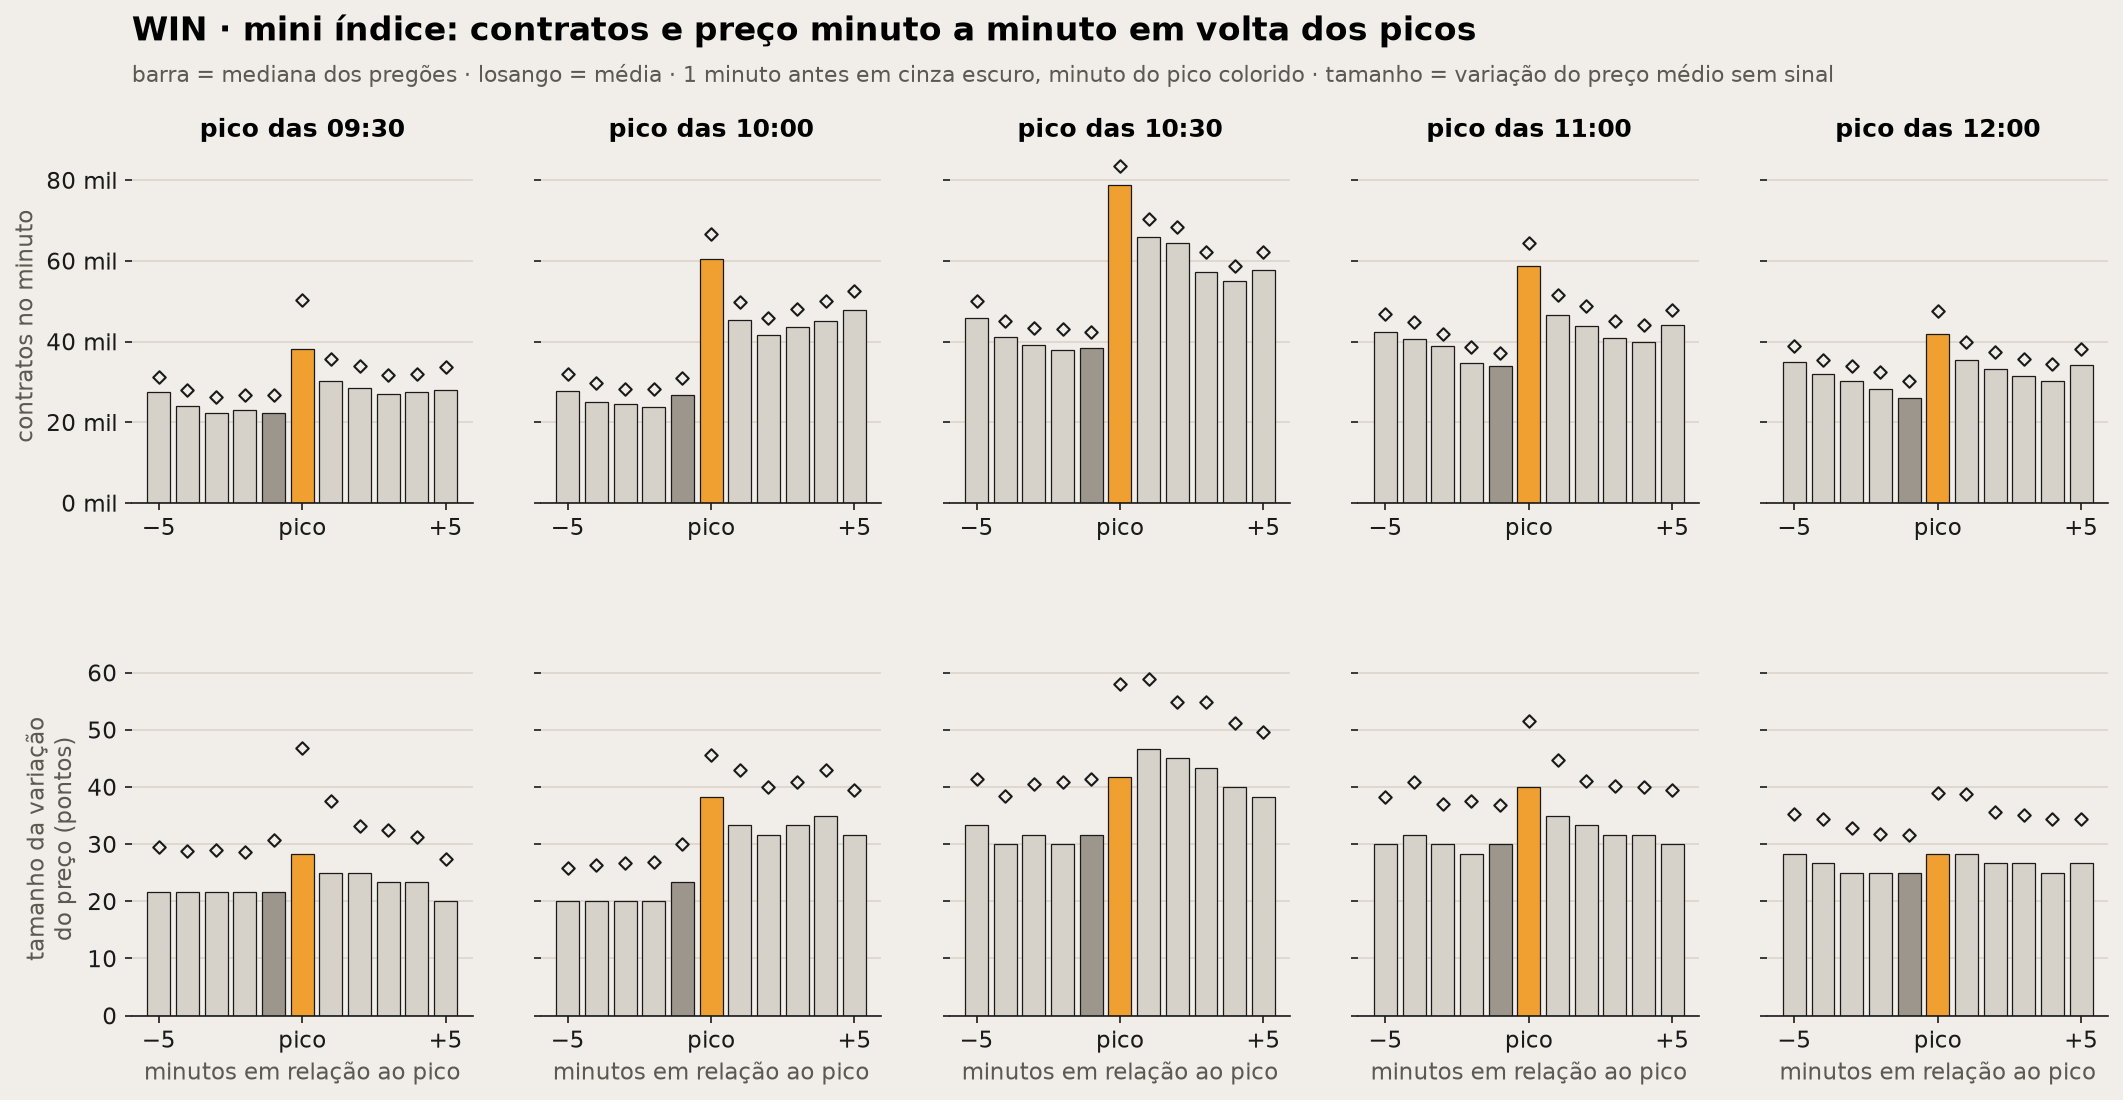 WIN · mini índice: contratos e preço minuto a minuto em volta dos picos
barra = mediana dos pregões · losango = média · 1 minuto antes em cinza escuro, minuto do pico colorido · tamanho = variação do preço médio sem sinal
pico das 09:30
pico das 10:00
pico das 10:30
pico das 11:00
pico das 12:00
contratos no minuto
80 mil
60 mil
40 mil
20 mil
0 mil
−5 pico +5
−5 pico +5
−5 pico +5
−5 pico +5
−5 pico +5
tamanho da variação
do preço (pontos)
60
50
40
30
20
10
0
−5 pico +5
−5 pico +5
−5 pico +5
−5 pico +5
−5 pico +5
minutos em relação ao pico
minutos em relação ao pico
minutos em relação ao pico
minutos em relação ao pico
minutos em relação ao pico